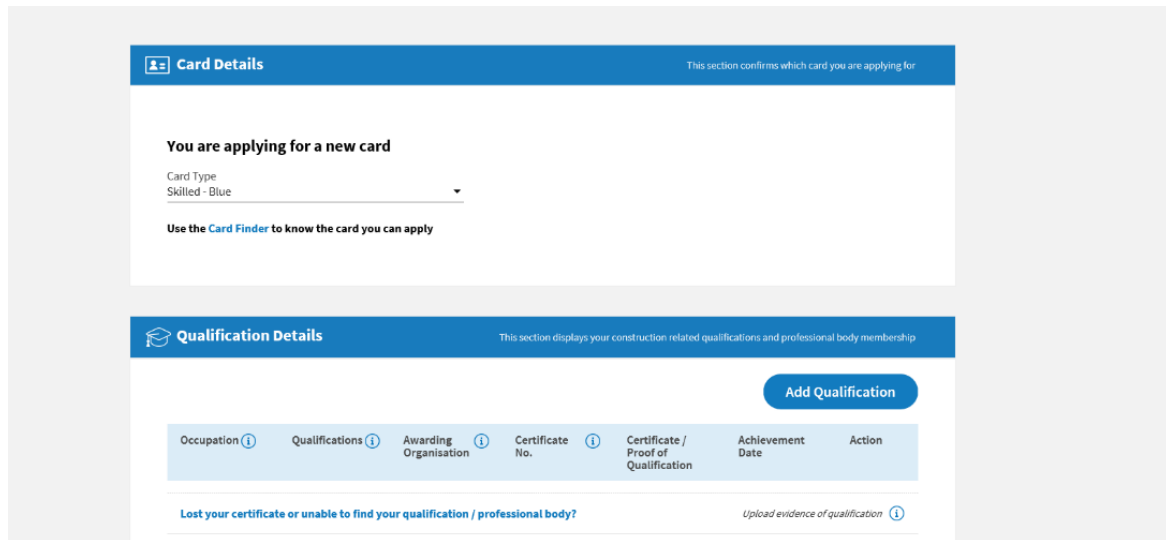 Card Details
This section confirms which card you are applying for
You are applying for a new card
Card Type
Skilled - Blue
Use the Card Finder to know the card you can apply
Qualification Details
This section displays your construction related qualifications and professional body membership
Add Qualification
Occupation
Qualifications
Awarding
Organisation
Certificate
No.
Certificate /
Proof of
Qualification
Achievement
Date
Action
Lost your certificate or unable to find your qualification / professional body?
Upload evidence of qualification